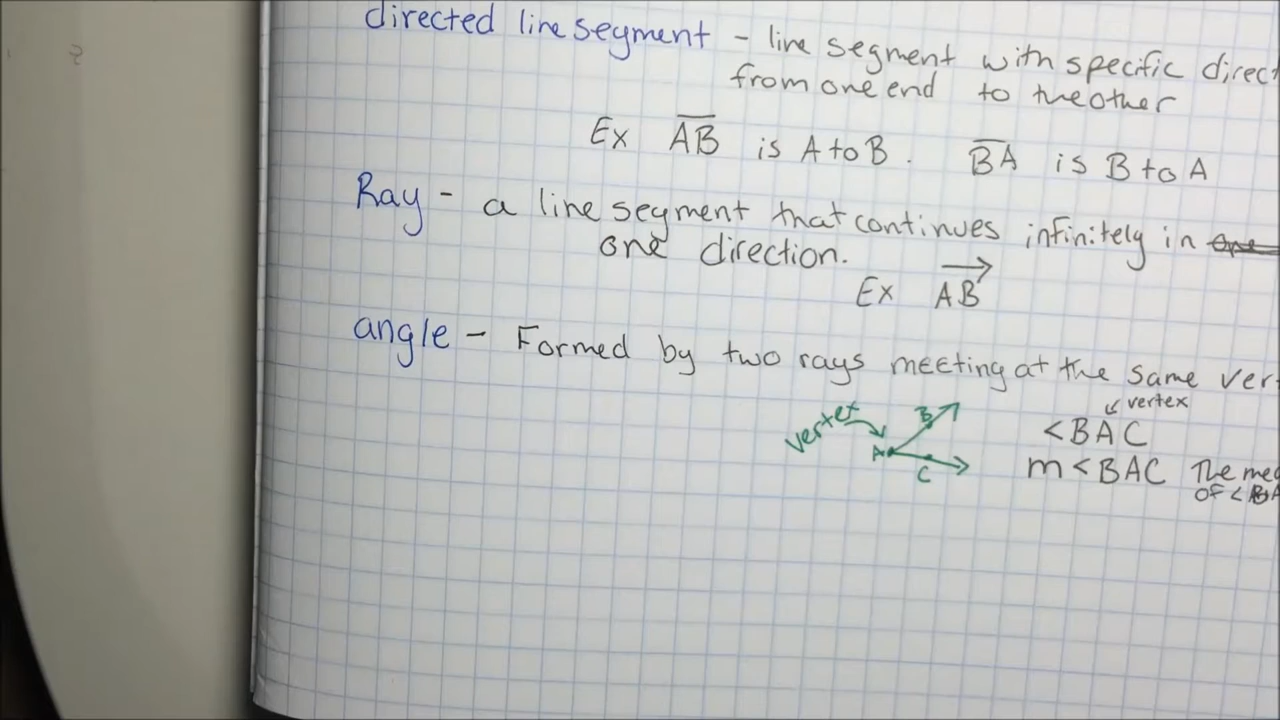 directed line segment - line segment with specific direct
from one end to the other
Ex AB is A to B. BA is B to A
Ray - a line segment that continues infinitely in one
one direction.
Ex AB
angle - Formed by two rays meeting at the same ver
vertex
vertex B
<BAC
A
C
m<BAC The mea
OF <BA